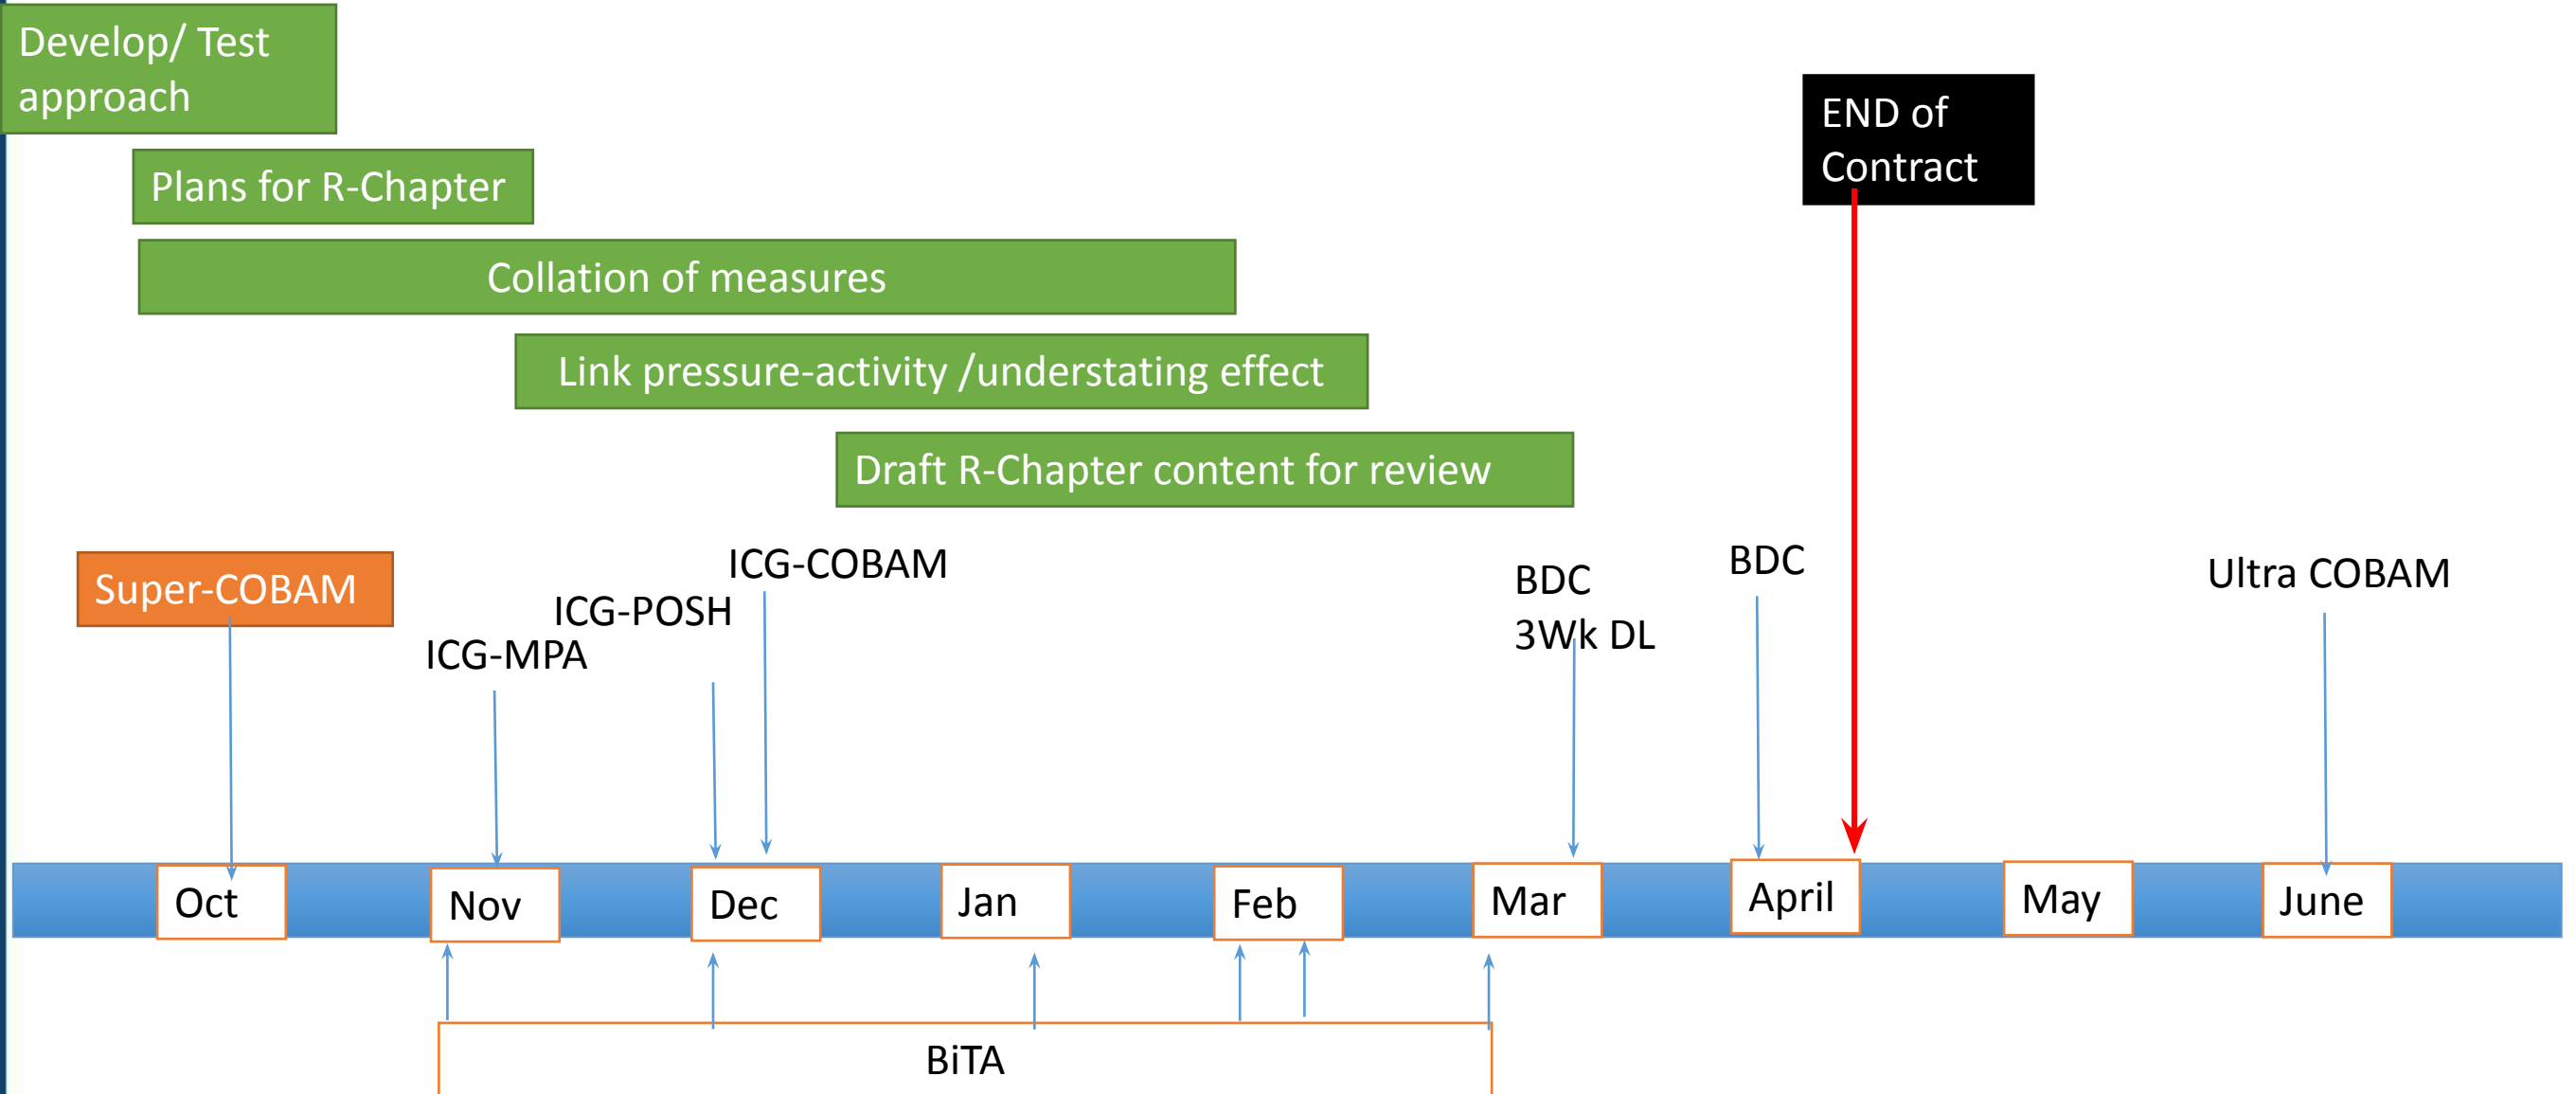 Develop/ Test
approach
Plans for R-Chapter
Collation of measures
Link pressure-activity /understating effect
Draft R-Chapter content for review
END of
Contract
Super-COBAM
ICG-MPA
ICG-POSH
ICG-COBAM
BDC
3Wk DL
BDC
Ultra COBAM
Oct
Nov
Dec
Jan
Feb
Mar
April
May
June
BiTA